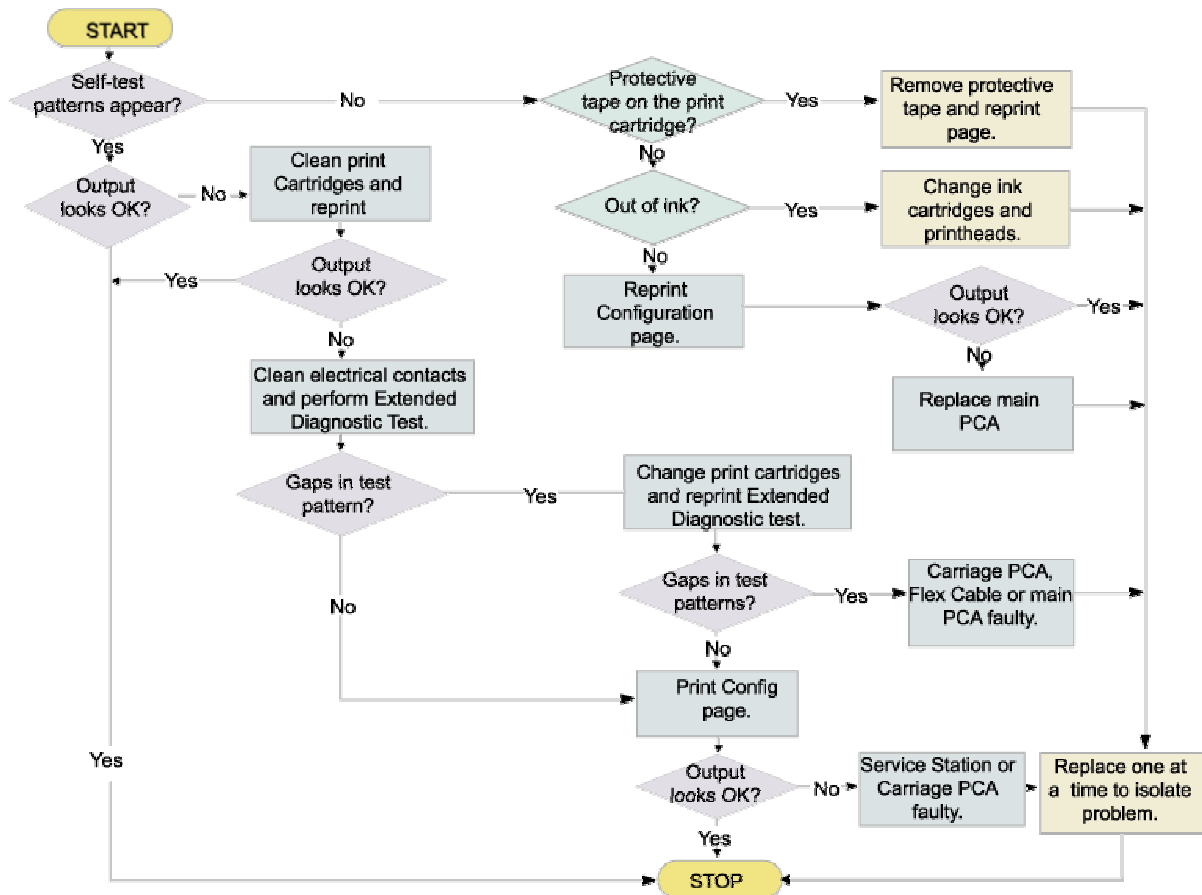 START
Self-test
patterns appear?
No
Protective
tape on the print
cartridge?
Yes
Remove protective
tape and reprint
page.
Yes
No
Output
looks OK?
No
Clean print
Cartridges and
reprint
Out of ink?
Yes
Change ink
cartridges and
printheads.
No
Yes
Output
looks OK?
Reprint
Configuration
page.
Output
looks OK?
Yes
No
No
Clean electrical contacts
and perform Extended
Diagnostic Test.
Replace main
PCA
Gaps in test
pattern?
Yes
Change print cartridges
and reprint Extended
Diagnostic test.
No
Gaps in test
patterns?
Yes
Carriage PCA,
Flex Cable or main
PCA faulty.
No
Print Config
page.
Yes
Output
looks OK?
No
Service Station or
Carriage PCA
faulty.
Replace one at
a time to isolate
problem.
Yes
STOP